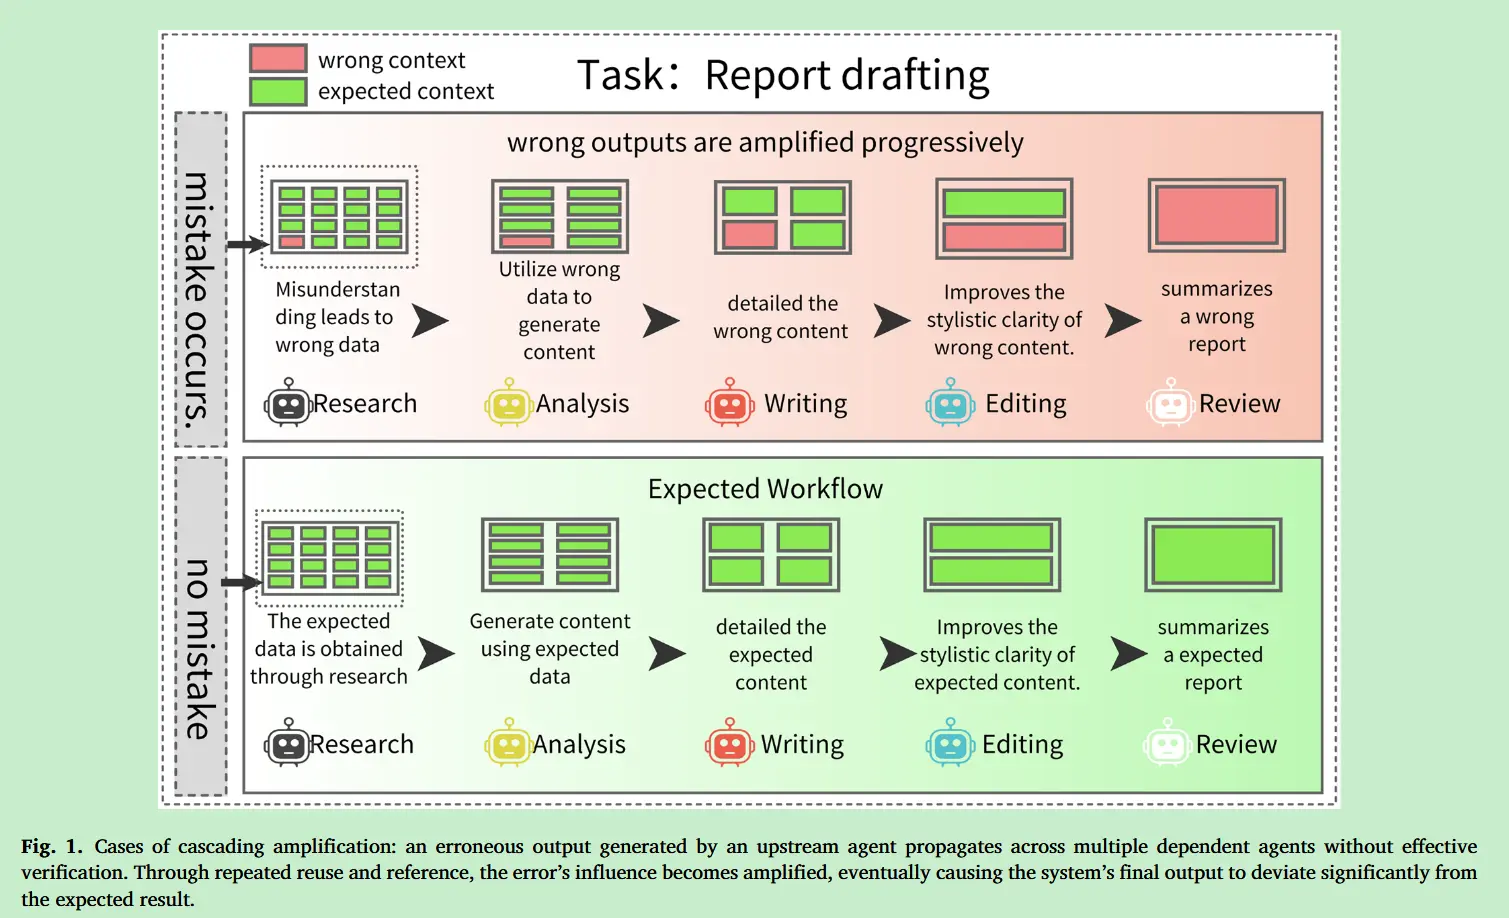 wrong context
expected context
Task： Report drafting
mistake occurs.
wrong outputs are amplified progressively
Misunderstan
ding leads to
wrong data
Utilize wrong
data to
generate
content
detailed the
wrong content
Improves the
stylistic clarity of
wrong content.
summarizes
a wrong
report
Research
Analysis
Writing
Editing
Review
no mistake
Expected Workflow
The expected
data is obtained
through research
Generate content
using expected
data
detailed the
expected
content
Improves the
stylistic clarity of
expected content.
summarizes
a expected
report
Research
Analysis
Writing
Editing
Review
Fig. 1. Cases of cascading amplification: an erroneous output generated by an upstream agent propagates across multiple dependent agents without effective
verification. Through repeated reuse and reference, the error’s influence becomes amplified, eventually causing the system’s final output to deviate significantly from
the expected result.